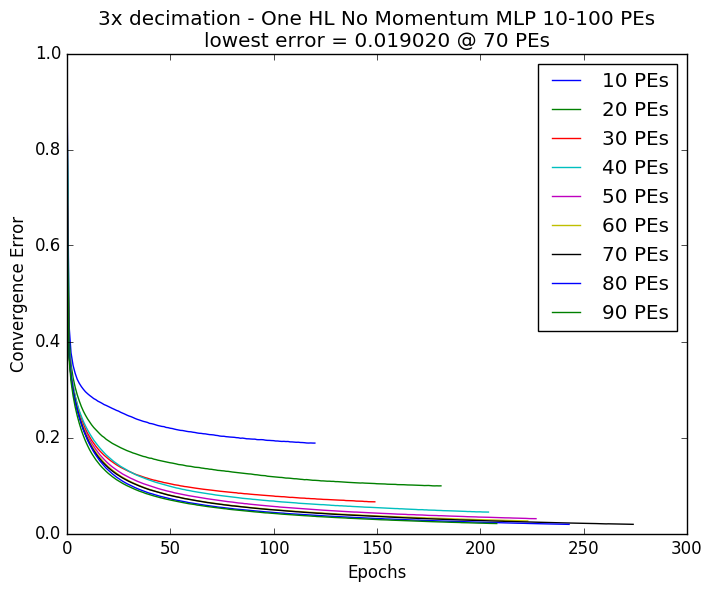 3x decimation - One HL No Momentum MLP 10-100 PEs
lowest error = 0.019020 @ 70 PEs
1.0
0.8
0.6
0.4
0.2
0.0
Convergence Error
0 50 100 150 200 250 300
Epochs
10 PEs
20 PEs
30 PEs
40 PEs
50 PEs
60 PEs
70 PEs
80 PEs
90 PEs